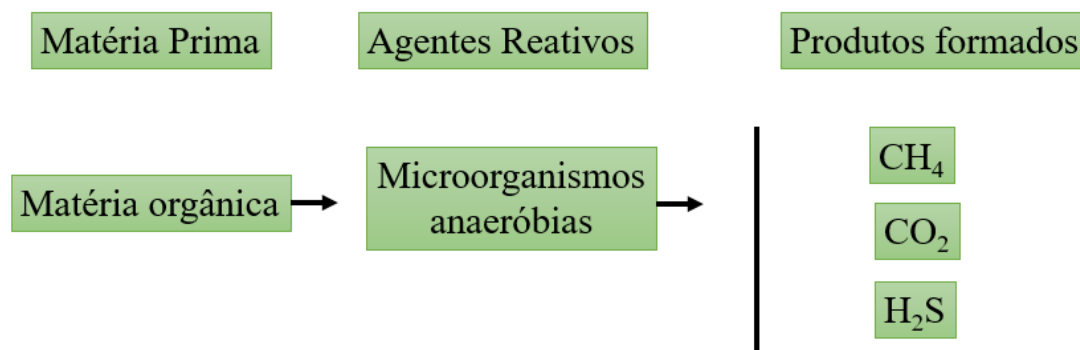 Matéria Prima
Agentes Reativos
Produtos formados
Matéria orgânica
Microorganismos
anaeróbias
CH₄
CO₂
H₂S